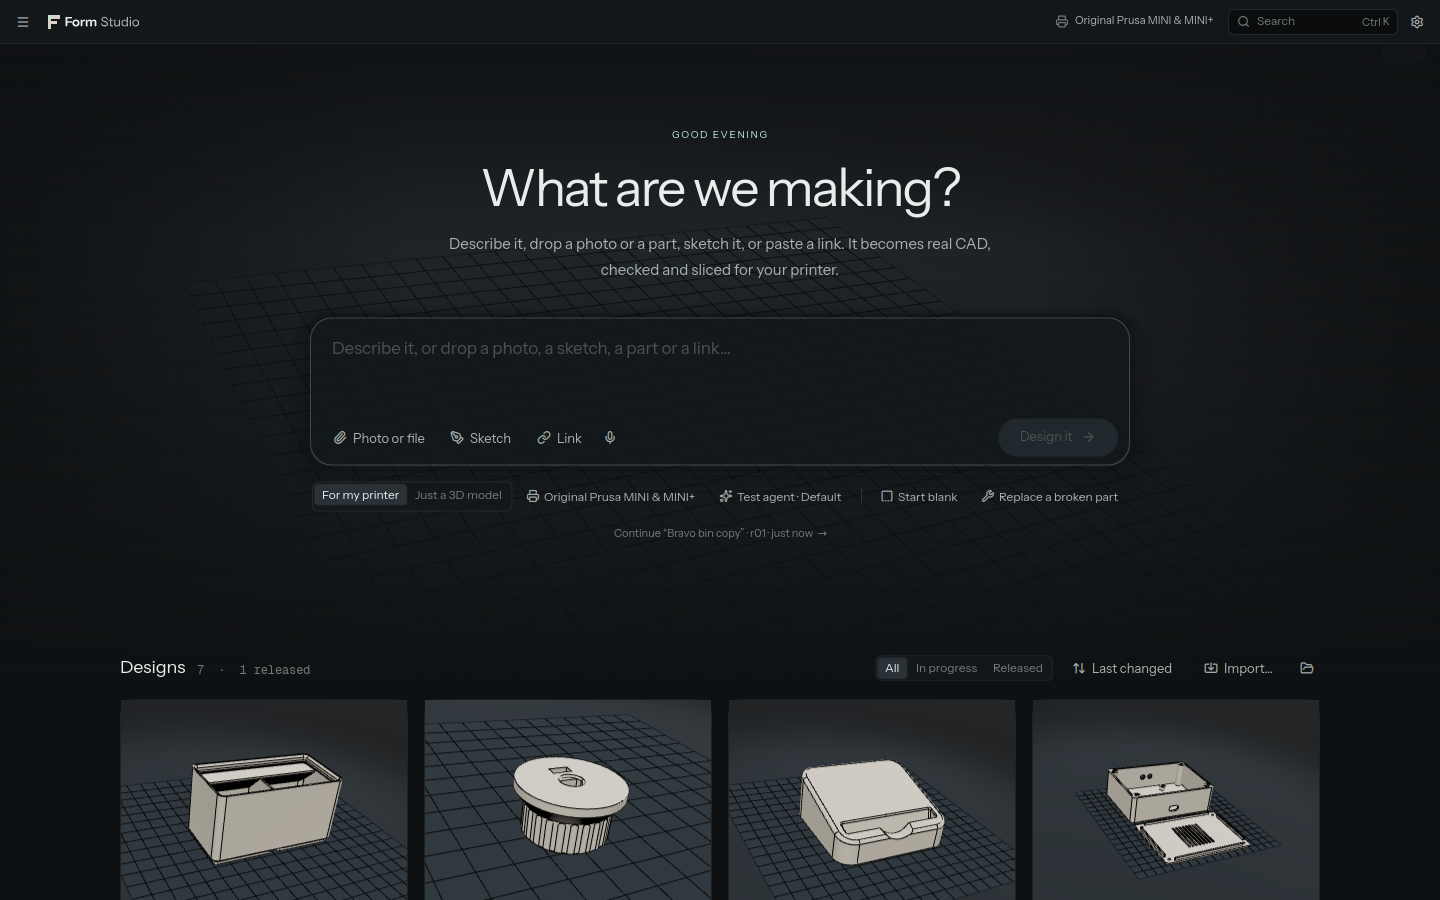 Form Studio
Original Prusa MINI & MINI+
Search
Ctrl K
GOOD EVENING
What are we making?
Describe it, drop a photo or a part, sketch it, or paste a link. It becomes real CAD,
checked and sliced for your printer.
Describe it, or drop a photo, a sketch, a part or a link...
Photo or file
Sketch
Link
Design it
For my printer
Just a 3D model
Original Prusa MINI & MINI+
Test agent · Default
Start blank
Replace a broken part
Continue “Bravo bin copy” · r01 · just now →
Designs 7 · 1 released
All
In progress
Released
Last changed
Import...